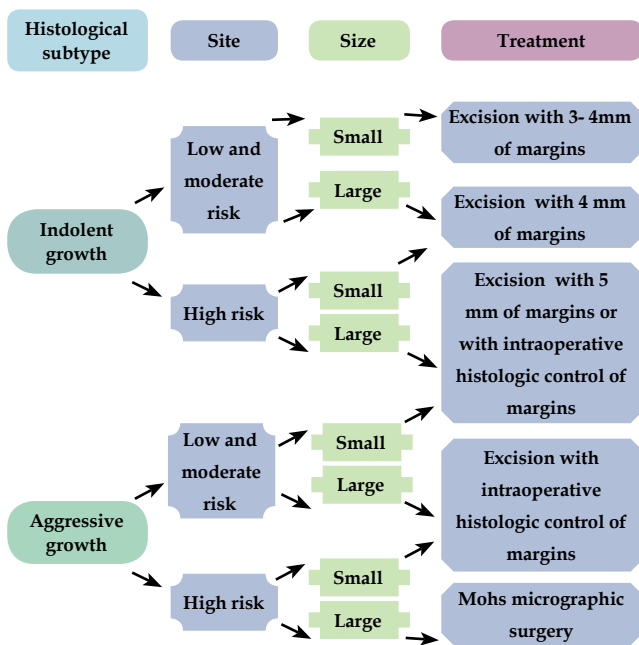 Histological
subtype
Site
Size
Treatment
Indolent
growth
Low and
moderate
risk
Small
Large
Excision with 3- 4mm
of margins
Excision with 4 mm
of margins
High risk
Small
Large
Excision with 5
mm of margins or
with intraoperative
histologic control of
margins
Aggressive
growth
Low and
moderate
risk
Small
Large
Excision with
intraoperative
histologic control of
margins
High risk
Small
Large
Mohs micrographic
surgery